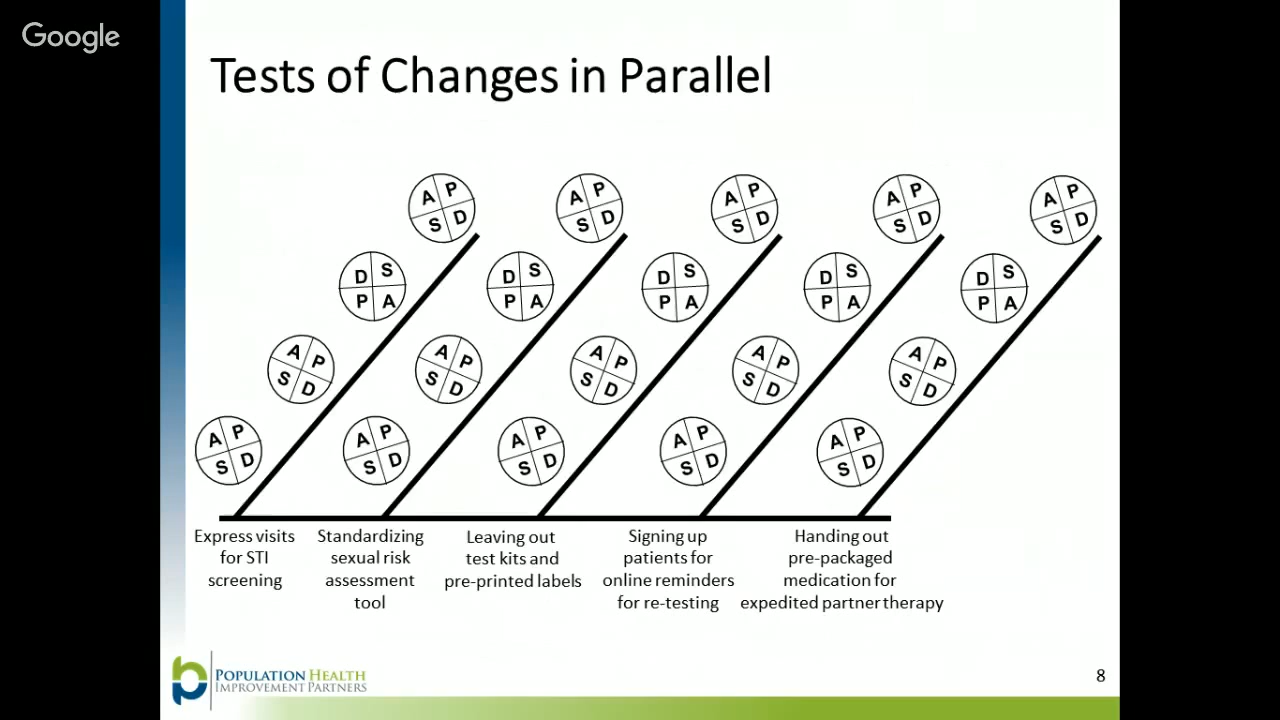 Google
Tests of Changes in Parallel
A P A P A P A P A P
S D S D S D S D S D
D S D S D S D S D S
P A P A P A P A P A
A P A P A P A P A P
S D S D S D S D S D
A P A P A P A P A P
S D S D S D S D S D
Express visits
for STI
screening
Standardizing
sexual risk
assessment
tool
Leaving out
test kits and
pre-printed labels
Signing up
patients for
online reminders
for re-testing
Handing out
pre-packaged
medication for
expedited partner therapy
POPULATION HEALTH
IMPROVEMENT PARTNERS
8